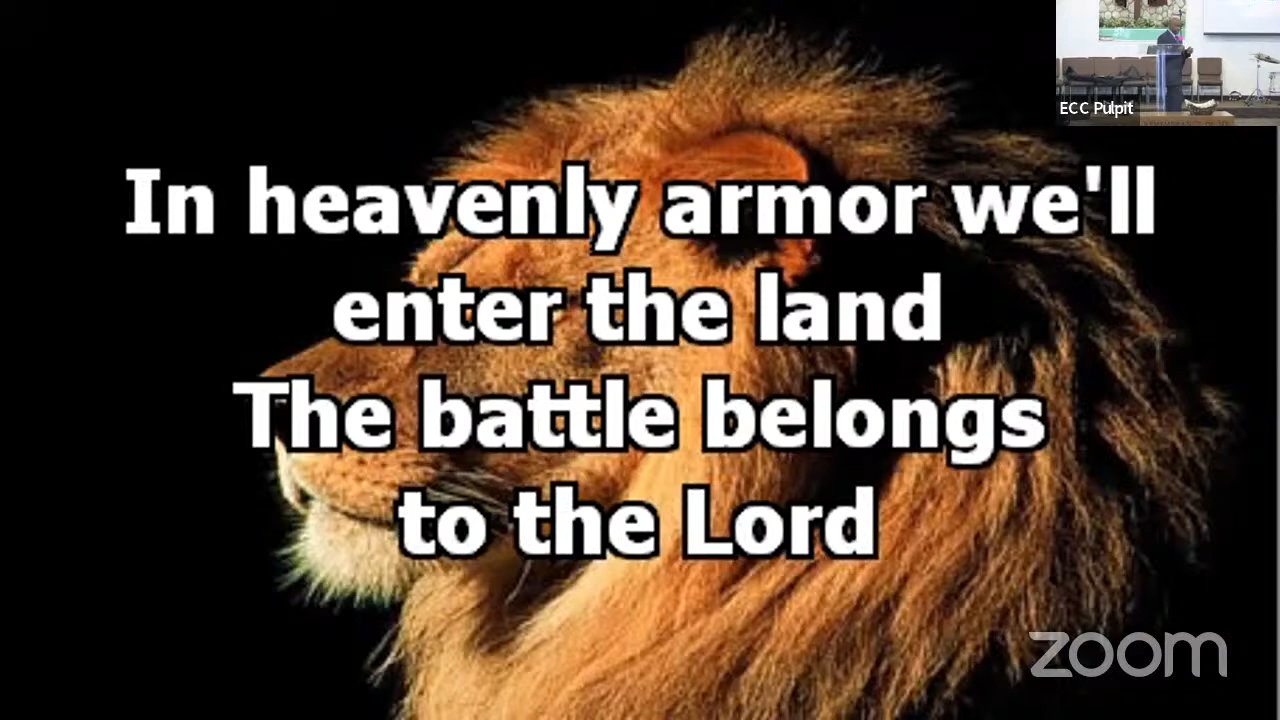 ECC Pulpit
In heavenly armor we'll
enter the land
The battle belongs
to the Lord
zoom